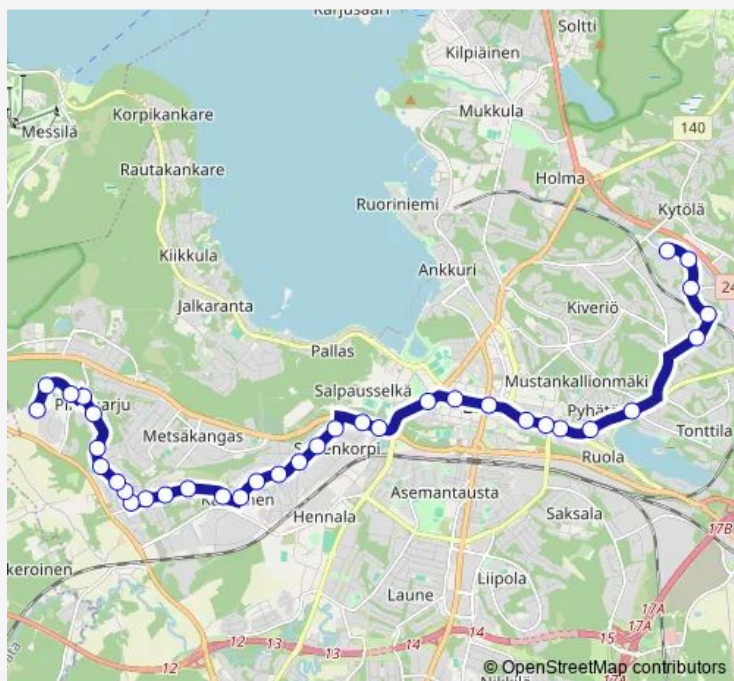 Soltti
Kilpiäinen
Messilä
Korpikankare
Mukkula
140
Rautakankare
Holma
Ruoriniemi
Kytölä
Kiikkula
Ankkuri
Kiveriö
24
Jalkaranta
Pallas
Salpausselkä
Mustankallionmäki
Metsäkangas
Tonttila
Ruola
Asemantausta
Hennala
Saksala
17B
keroinen
Liipola
Laune
17A
17A
12
12
13
13
14
14
15
© OpenStreetMap contributors